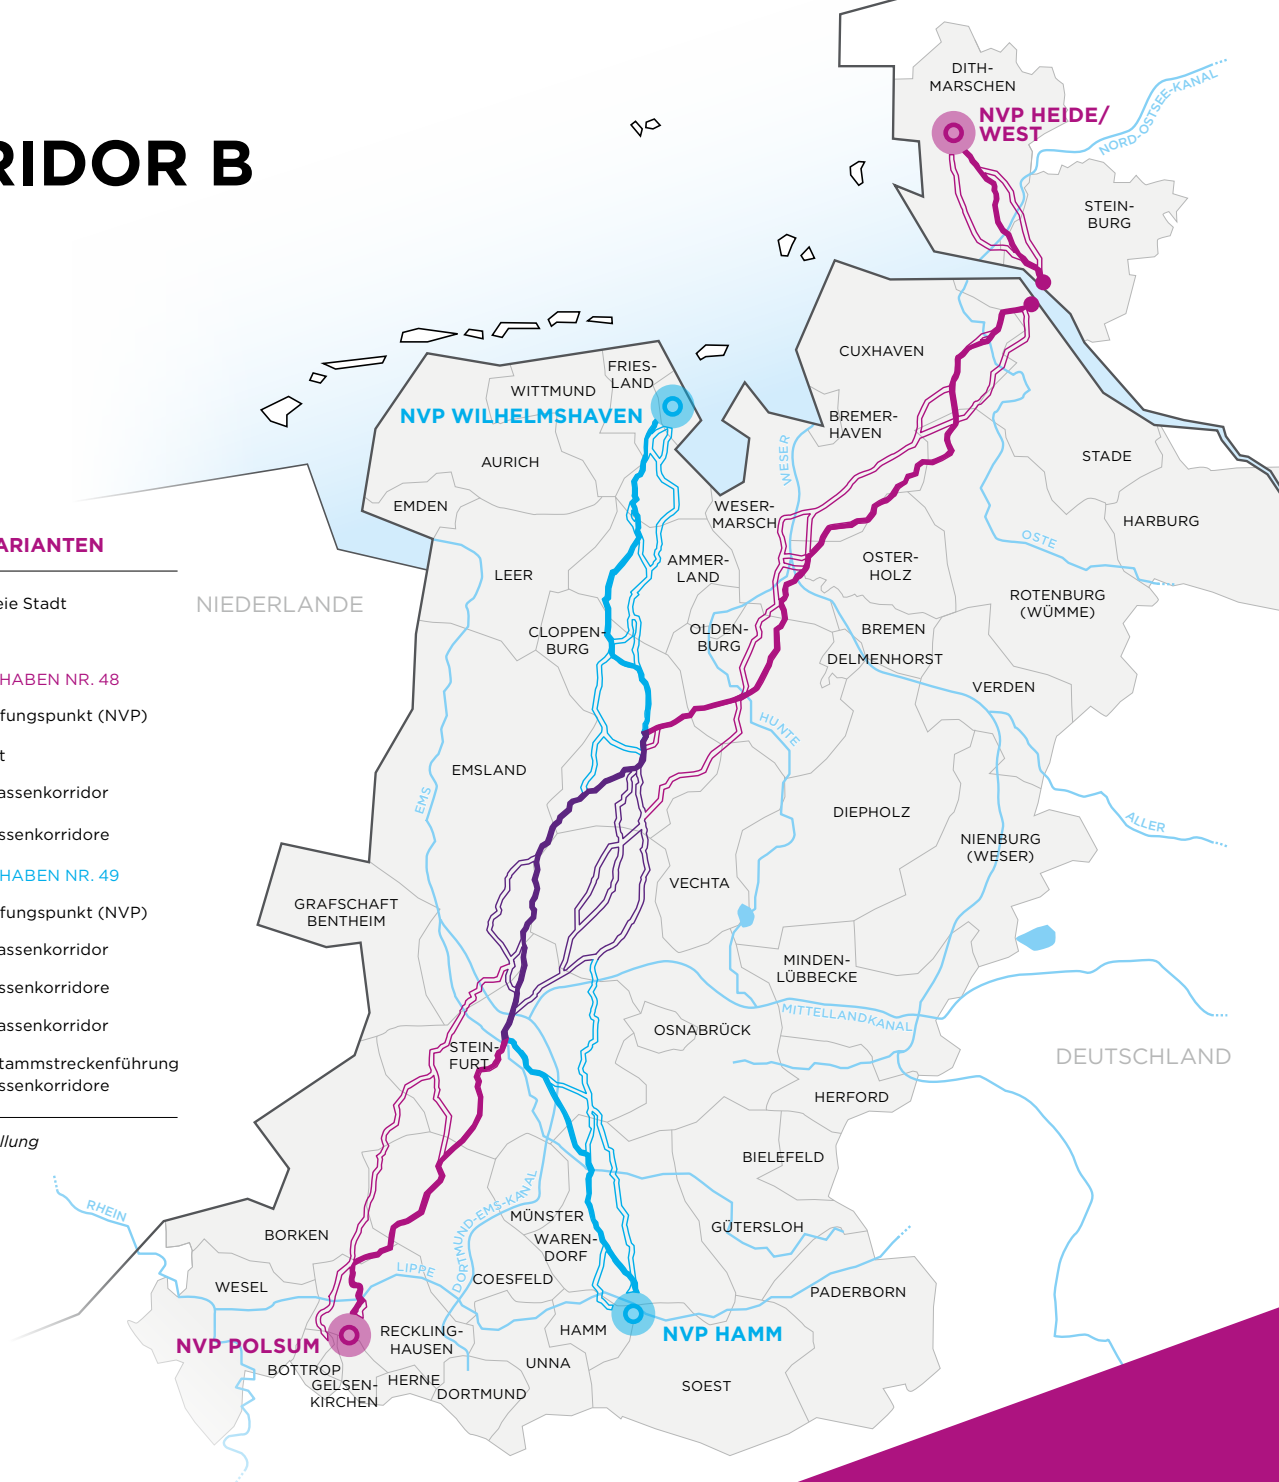 RIDOR B
ARIANTEN
eie Stadt
HABEN NR. 48
fungspunkt (NVP)
t
assenkorridor
ssenkorridore
HABEN NR. 49
fungspunkt (NVP)
assenkorridor
ssenkorridore
assenkorridor
tammstreckenführung
ssenkorridore
llung
NIEDERLANDE
DEUTSCHLAND
DITH-
MARSCHEN
NVP HEIDE/
WEST
NORD-OSTSEE-KANAL
STEIN-
BURG
CUXHAVEN
FRIES-
LAND
WITTMUND
NVP WILHELMSHAVEN
BREMER-
HAVEN
AURICH
WESER
STADE
EMDEN
WESER-
MARSCH
HARBURG
OSTE
LEER
AMMER-
LAND
OSTER-
HOLZ
ROTENBURG
(WÜMME)
CLOPPEN-
BURG
OLDEN-
BURG
BREMEN
DELMENHORST
VERDEN
HUNTE
EMSLAND
EMS
DIEPHOLZ
ALLER
NIENBURG
(WESER)
VECHTA
GRAFSCHAFT
BENTHEIM
MINDEN-
LÜBBECKE
MITTELLANDKANAL
OSNABRÜCK
STEIN-
FURT
HERFORD
BIELEFELD
RHEIN
DORTMUND-EMS-KANAL
MÜNSTER
GÜTERSLOH
BORKEN
WAREN-
DORF
LIPPE
COESFELD
WESEL
PADERBORN
NVP POLSUM
RECKLING-
HAUSEN
HAMM
NVP HAMM
BOTTROP
UNNA
GELSEN-
KIRCHEN
HERNE
DORTMUND
SOEST